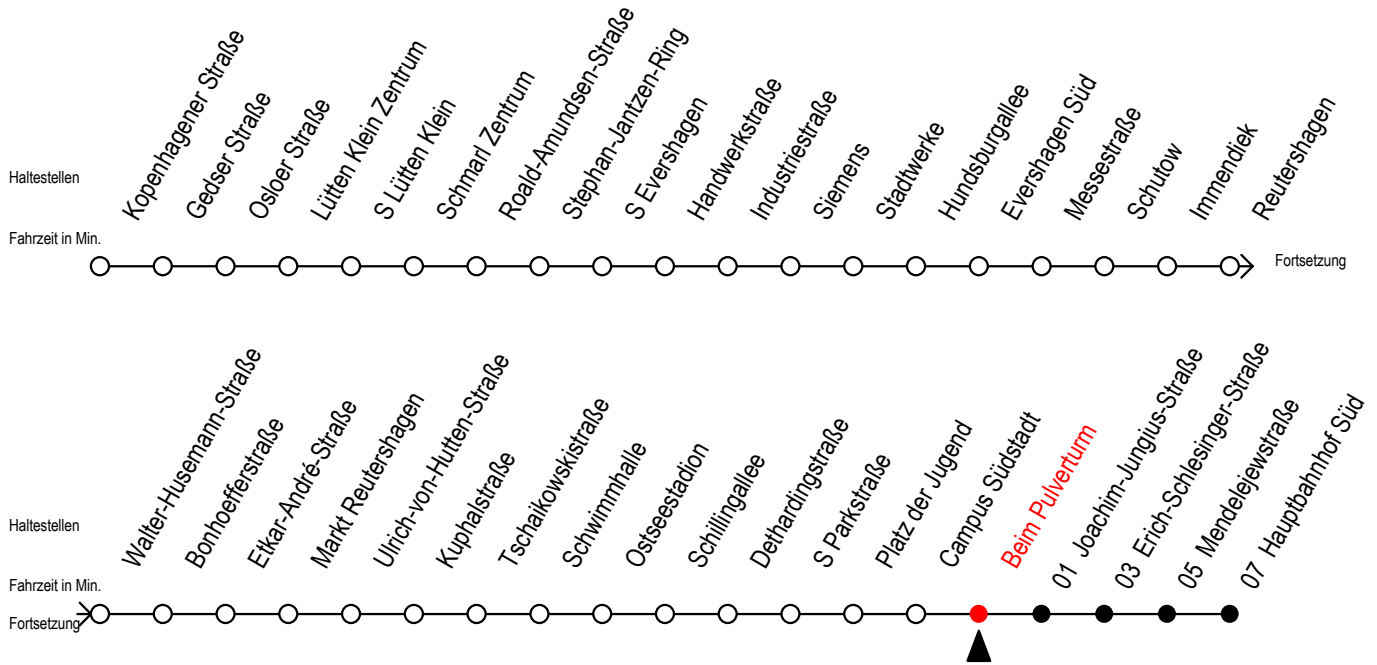 Haltestellen
Kopenhagener Straße
Gedser Straße
Osloer Straße
Lütten Klein Zentrum
S Lütten Klein
Schmarl Zentrum
Roald-Amundsen-Straße
Stephan-Jantzen-Ring
S Evershagen
Handwerkstraße
Industriestraße
Siemens
Stadtwerke
Hundsburgallee
Evershagen Süd
Messestraße
Schutow
Immendiek
Reutershagen
Fahrzeit in Min.
Fortsetzung
Haltestellen
Walter-Husemann-Straße
Bonhoefferstraße
Etkar-André-Straße
Markt Reutershagen
Ulrich-von-Hutten-Straße
Kuphalstraße
Tschaikowskistraße
Schwimmhalle
Ostseestadion
Schillingallee
Dethardingstraße
S Parkstraße
Platz der Jugend
Campus Südstadt
Beim Pulverturm
01 Joachim-Jungius-Straße
03 Erich-Schlesinger-Straße
05 Mendelejewstraße
07 Hauptbahnhof Süd
Fahrzeit in Min.
Fortsetzung